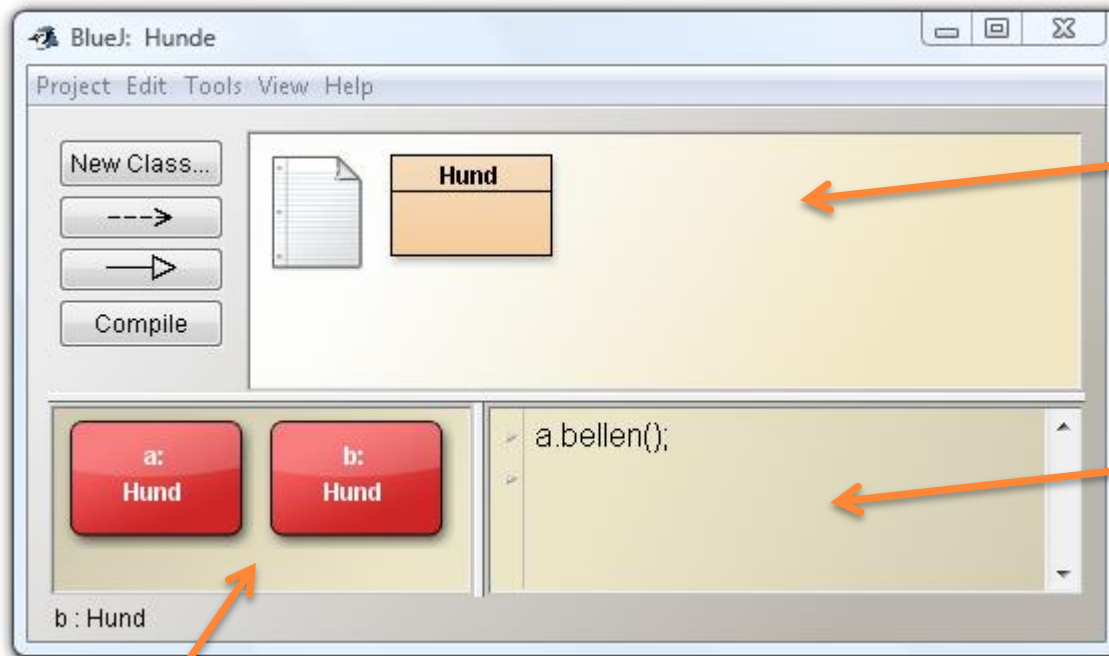 BlueJ: Hunde
Project Edit Tools View Help
New Class...
Compile
Hund
a:
Hund
b:
Hund
a.bellen();
b : Hund